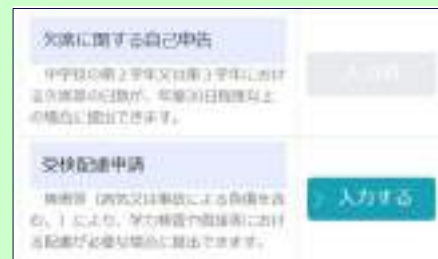 欠席に関する自己申告
中学校の第2学年又は第3学年におけ
る欠席等の日数が、年間30日程度以上
の場合に提出できます。
受検配慮申請
障害等（病気又は事故による負傷を含
む。）により、学力検査や面接等におけ
る配慮が必要な場合に提出できます。
入力する